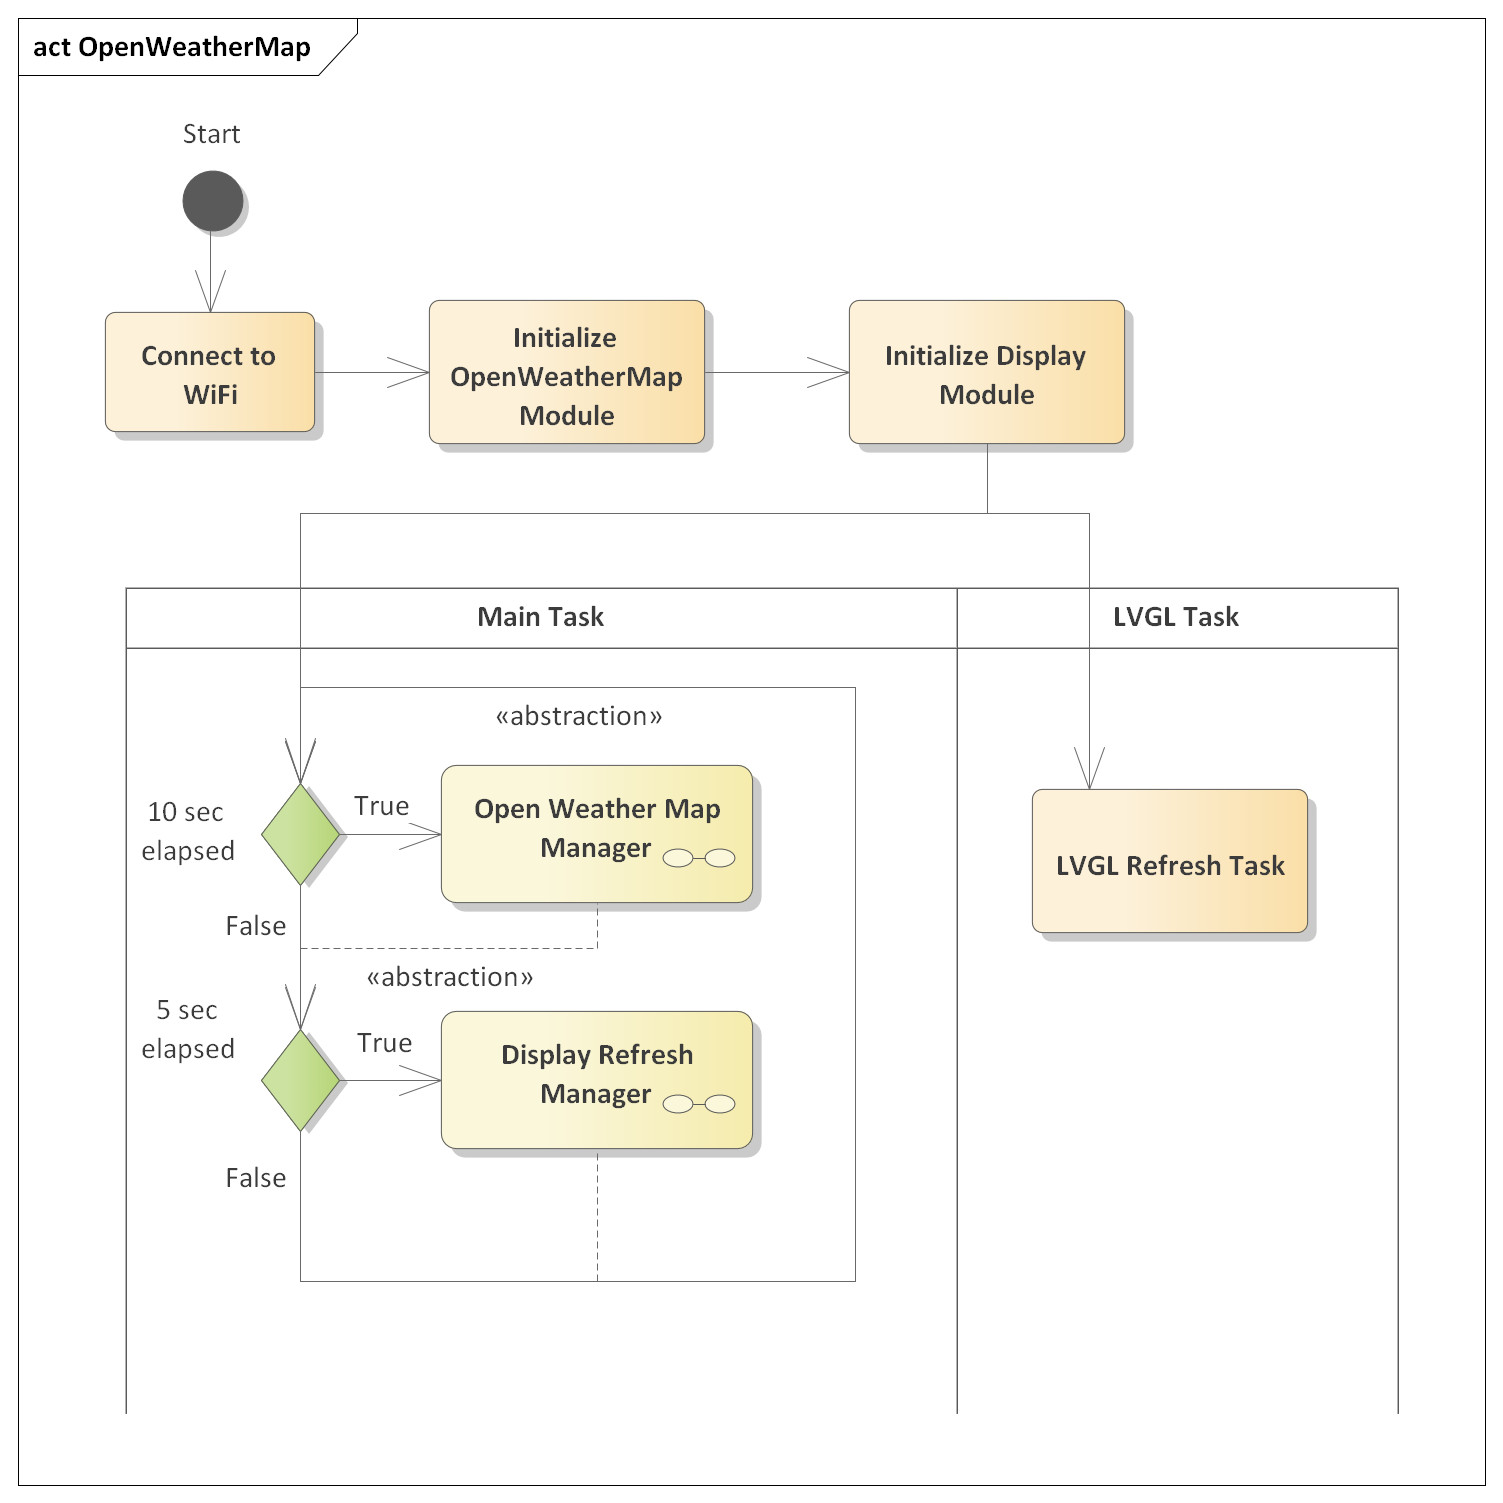 act OpenWeatherMap
Start
Connect to
WiFi
Initialize
OpenWeatherMap
Module
Initialize Display
Module
Main Task
LVGL Task
«abstraction»
10 sec
elapsed
True
Open Weather Map
Manager
LVGL Refresh Task
False
«abstraction»
5 sec
elapsed
True
Display Refresh
Manager
False